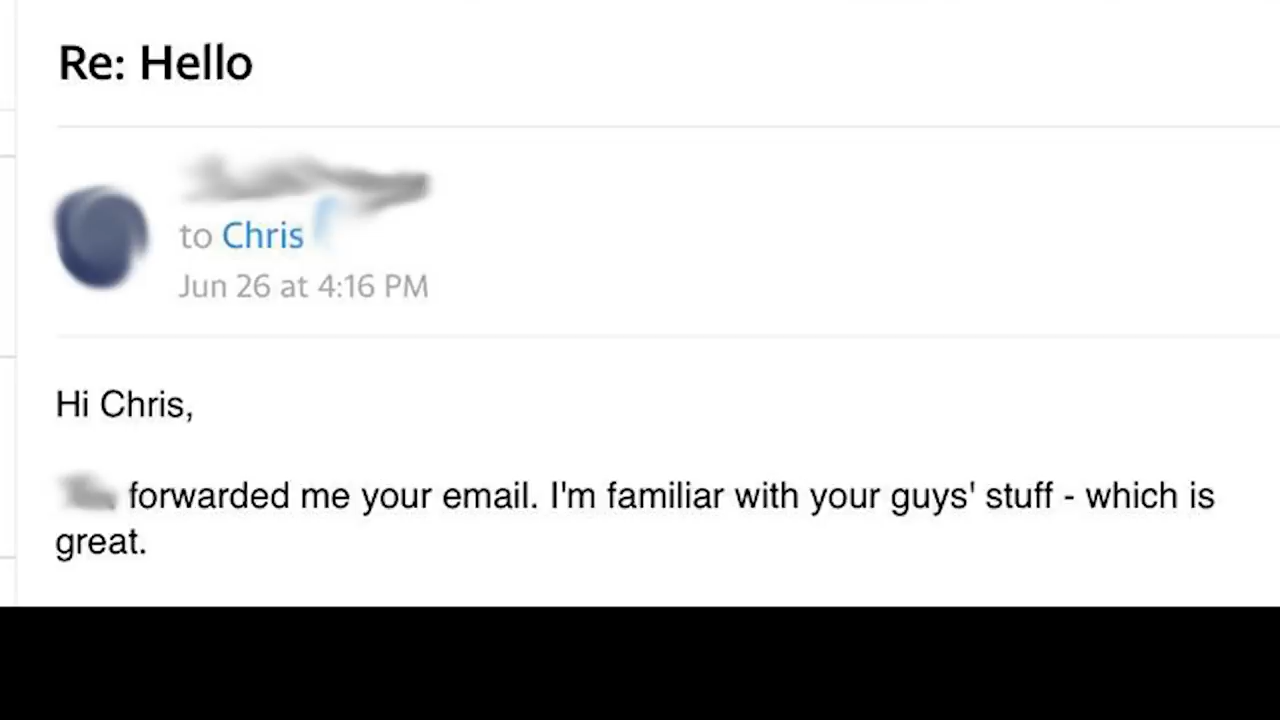 Re: Hello
to Chris
Jun 26 at 4:16 PM
Hi Chris,
forwarded me your email. I'm familiar with your guys' stuff - which is
great.